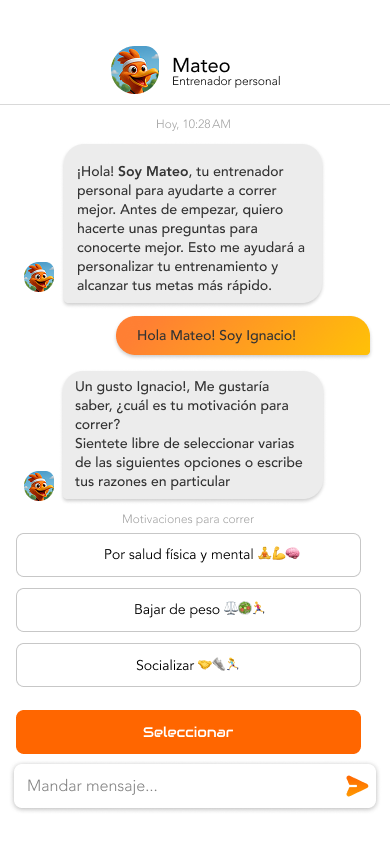 Mateo
Entrenador personal
Hoy, 10:28 AM
¡Hola! Soy Mateo, tu entrenador
personal para ayudarte a correr
mejor. Antes de empezar, quiero
hacerte unas preguntas para
conocerte mejor. Esto me ayudará a
personalizar tu entrenamiento y
alcanzar tus metas más rápido.
Hola Mateo! Soy Ignacio!
Un gusto Ignacio!, Me gustaría
saber, ¿cuál es tu motivación para
correr?
Sientete libre de seleccionar varias
de las siguientes opciones o escribe
tus razones en particular
Motivaciones para correr
Por salud física y mental 🧘💪🧠
Bajar de peso ⚖️🥗🏃
Socializar 🤝🗞️🏃
Seleccionar
Mandar mensaje...